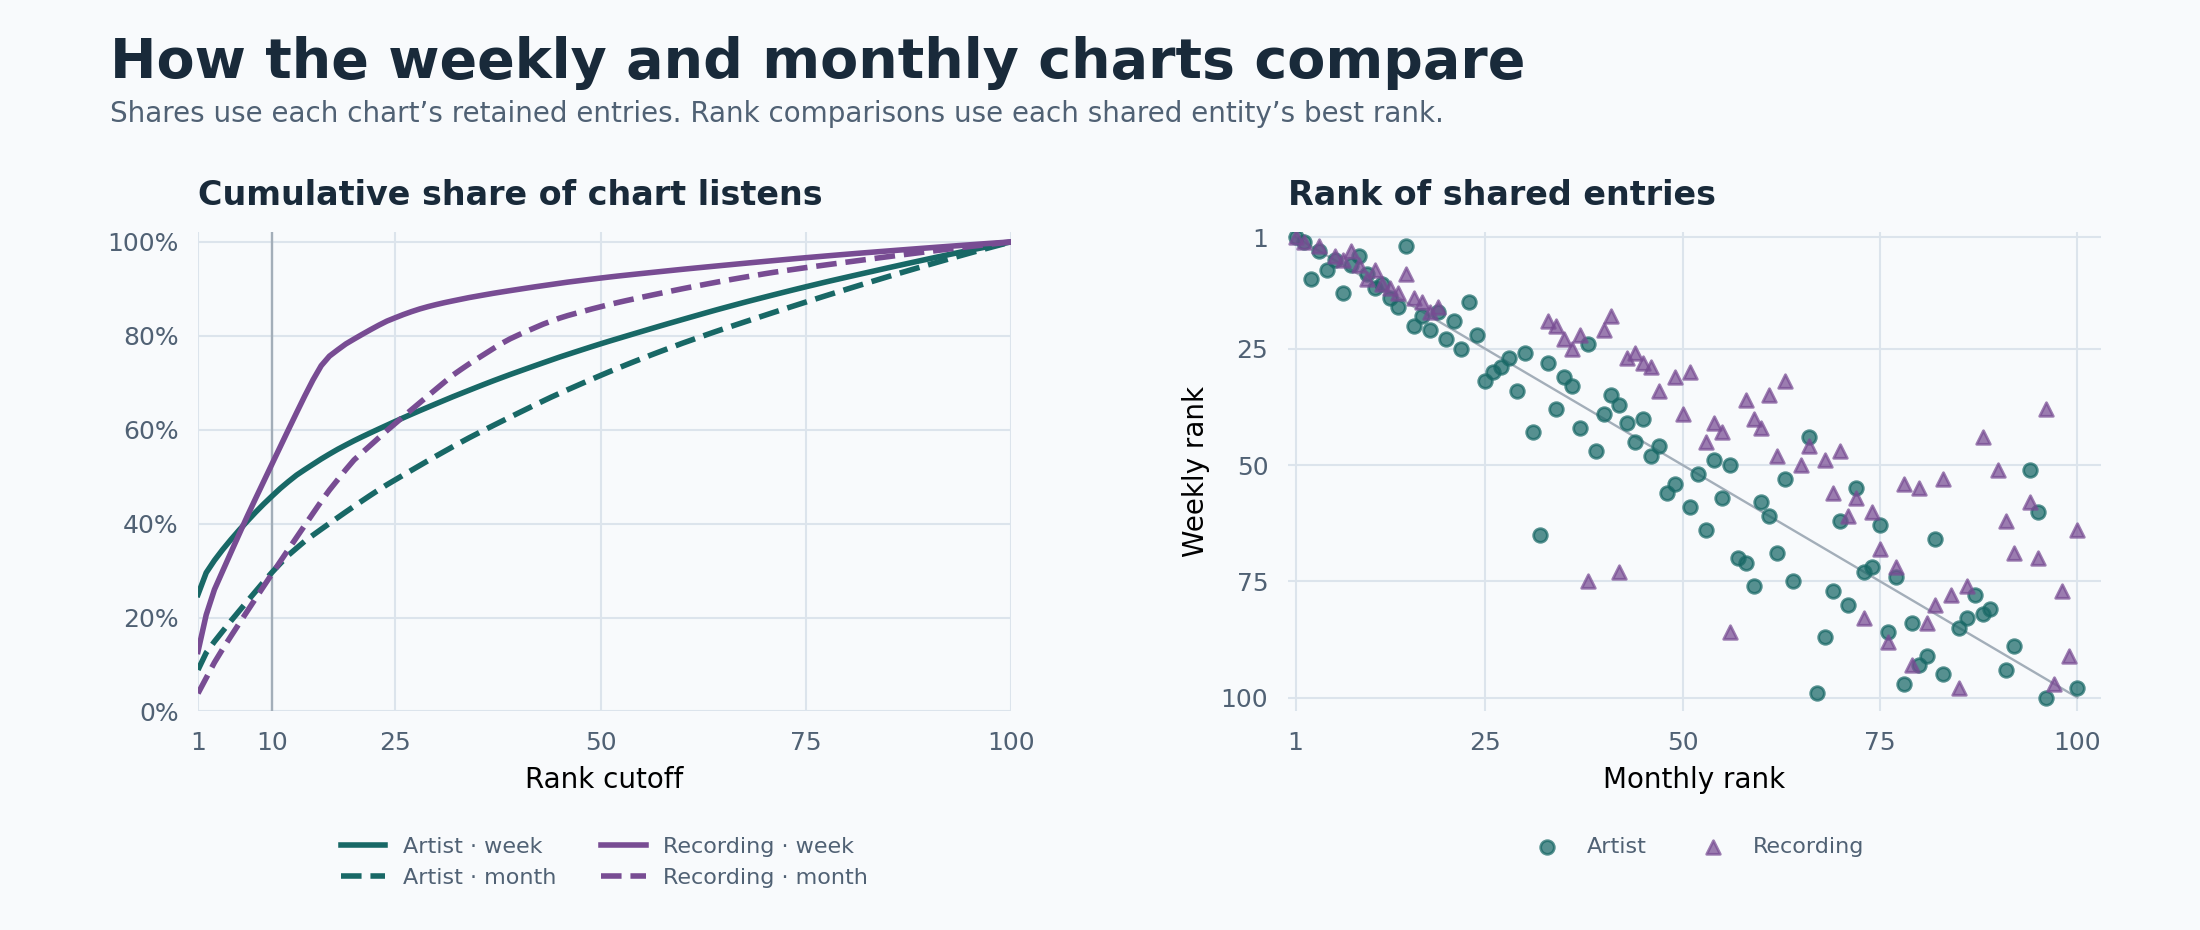 How the weekly and monthly charts compare
Shares use each chart’s retained entries. Rank comparisons use each shared entity’s best rank.
Cumulative share of chart listens
100%
80%
60%
40%
20%
0%
1 10 25 50 75 100
Rank cutoff
Artist · week
Recording · week
Artist · month
Recording · month
Rank of shared entries
1
25
50
75
100
Weekly rank
1 25 50 75 100
Monthly rank
Artist
Recording